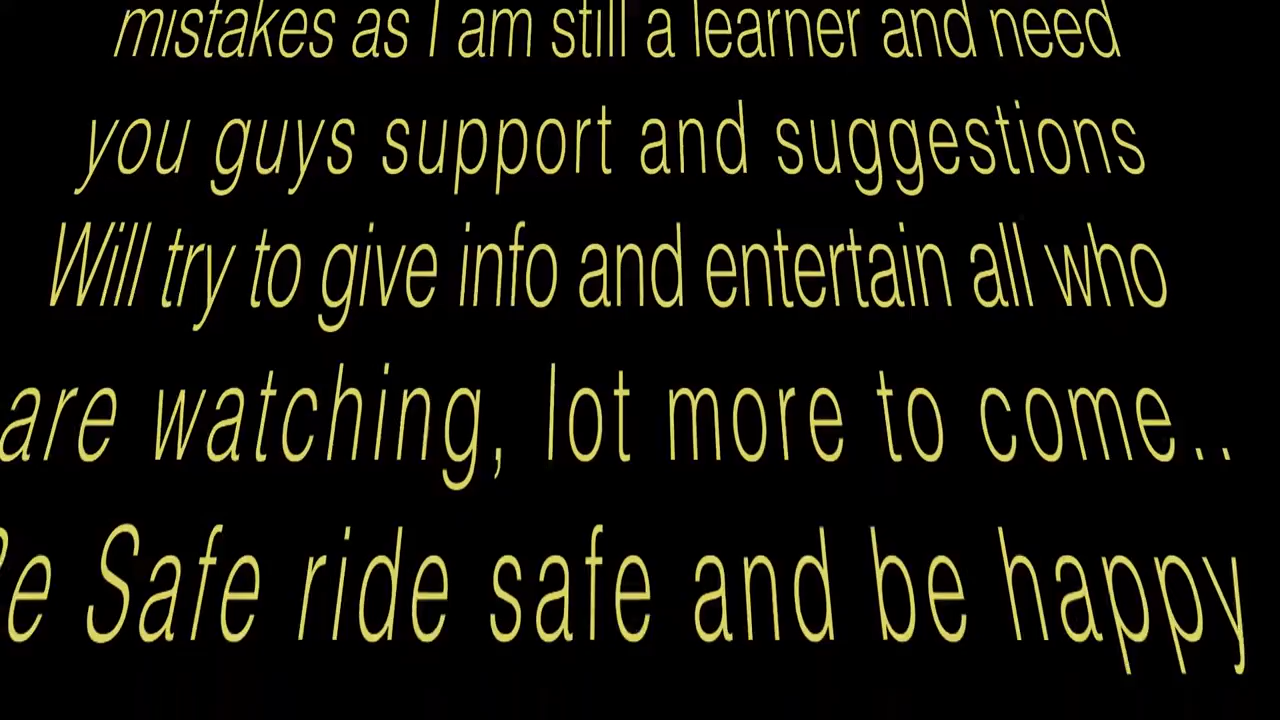 mistakes as I am still a learner and need
you guys support and suggestions
Will try to give info and entertain all who
are watching, lot more to come..
Be Safe ride safe and be happy